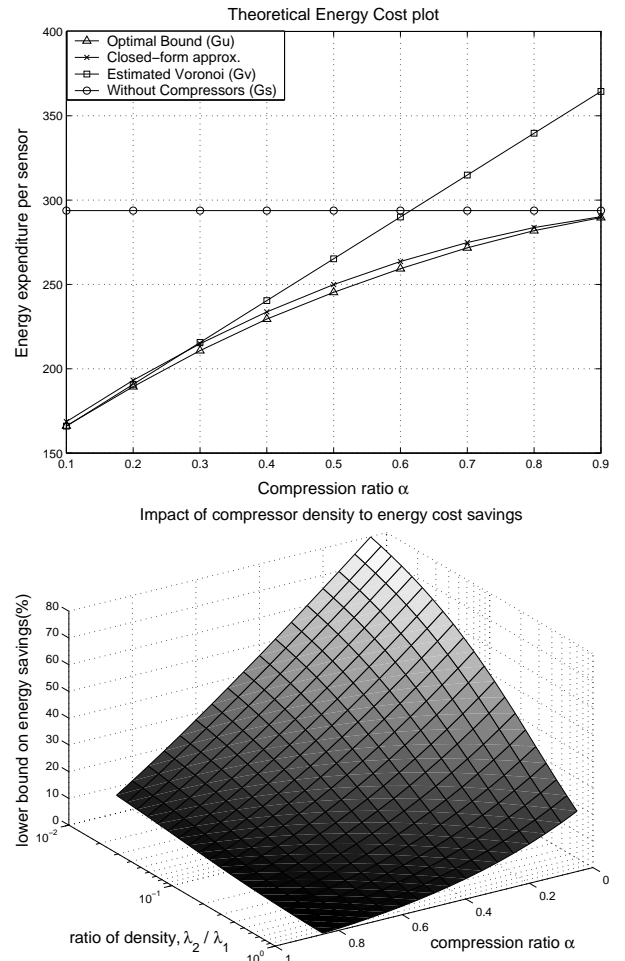 Theoretical Energy Cost plot
400
350
300
250
200
150
Energy expenditure per sensor
Optimal Bound (Gu)
Closed−form approx.
Estimated Voronoi (Gv)
Without Compressors (Gs)
0.1 0.2 0.3 0.4 0.5 0.6 0.7 0.8 0.9
Compression ratio α
Impact of compressor density to energy cost savings
80
70
60
50
40
30
20
10
0
lower bound on energy savings(%)
10−2
10−1
100
ratio of density, λ2 / λ1
1 0.8 0.6 0.4 0.2 0
compression ratio α